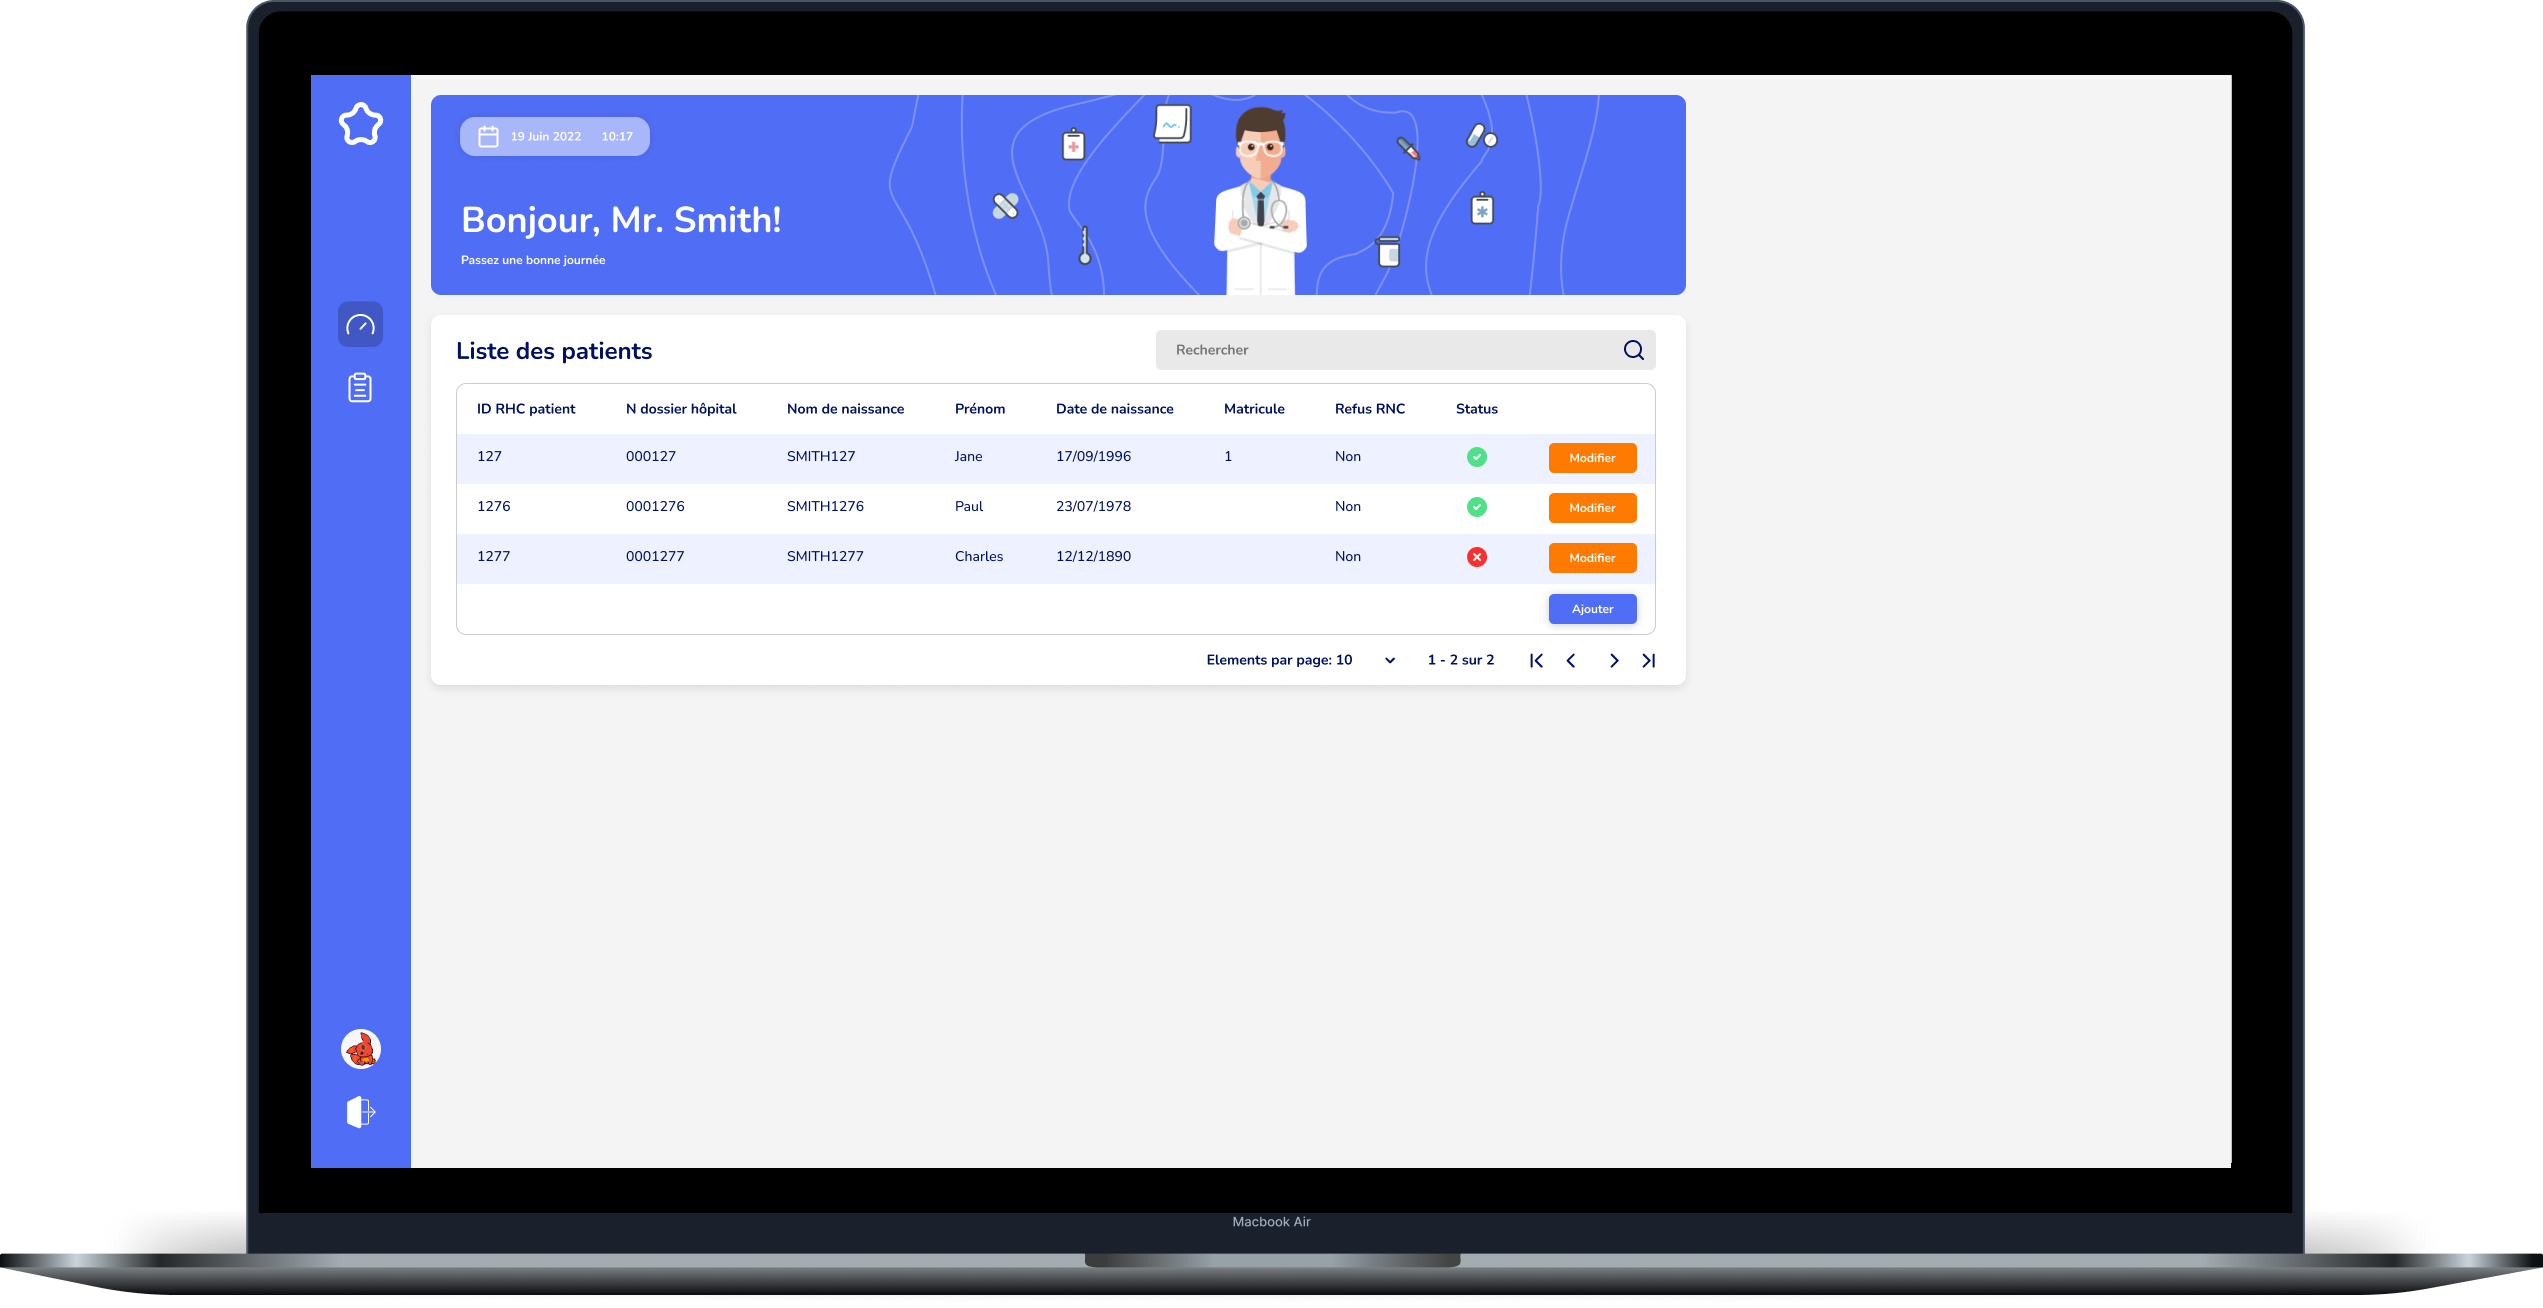 19 Juin 2022 10:17
Bonjour, Mr. Smith!
Passez une bonne journée
Liste des patients
Rechercher
ID RHC patient N dossier hôpital Nom de naissance Prénom Date de naissance Matricule Refus RNC Status
127 000127 SMITH127 Jane 17/09/1996 1 Non Modifier
1276 0001276 SMITH1276 Paul 23/07/1978 Non Modifier
1277 0001277 SMITH1277 Charles 12/12/1890 Non Modifier
Ajouter
Elements par page: 10 1 - 2 sur 2
Macbook Air